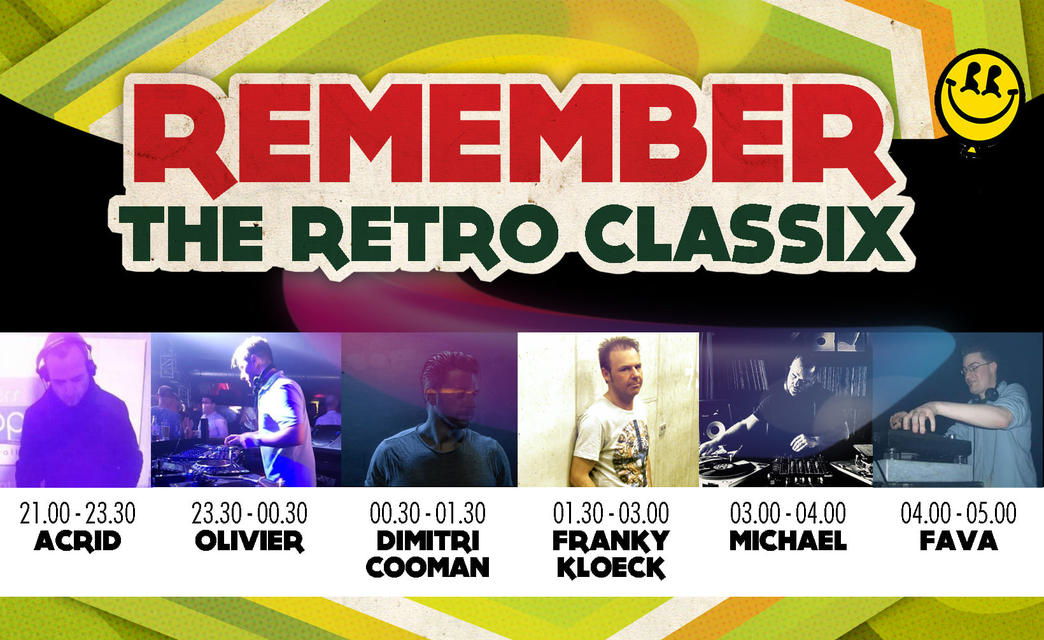 REMEMBER
THE RETRO CLASSIX
21.00 - 23.30
ACRID
23.30 - 00.30
OLIVIER
00.30 - 01.30
DIMITRI
COOMAN
01.30 - 03.00
FRANKY
KLOECK
03.00 - 04.00
MICHAEL
04.00 - 05.00
FAVA